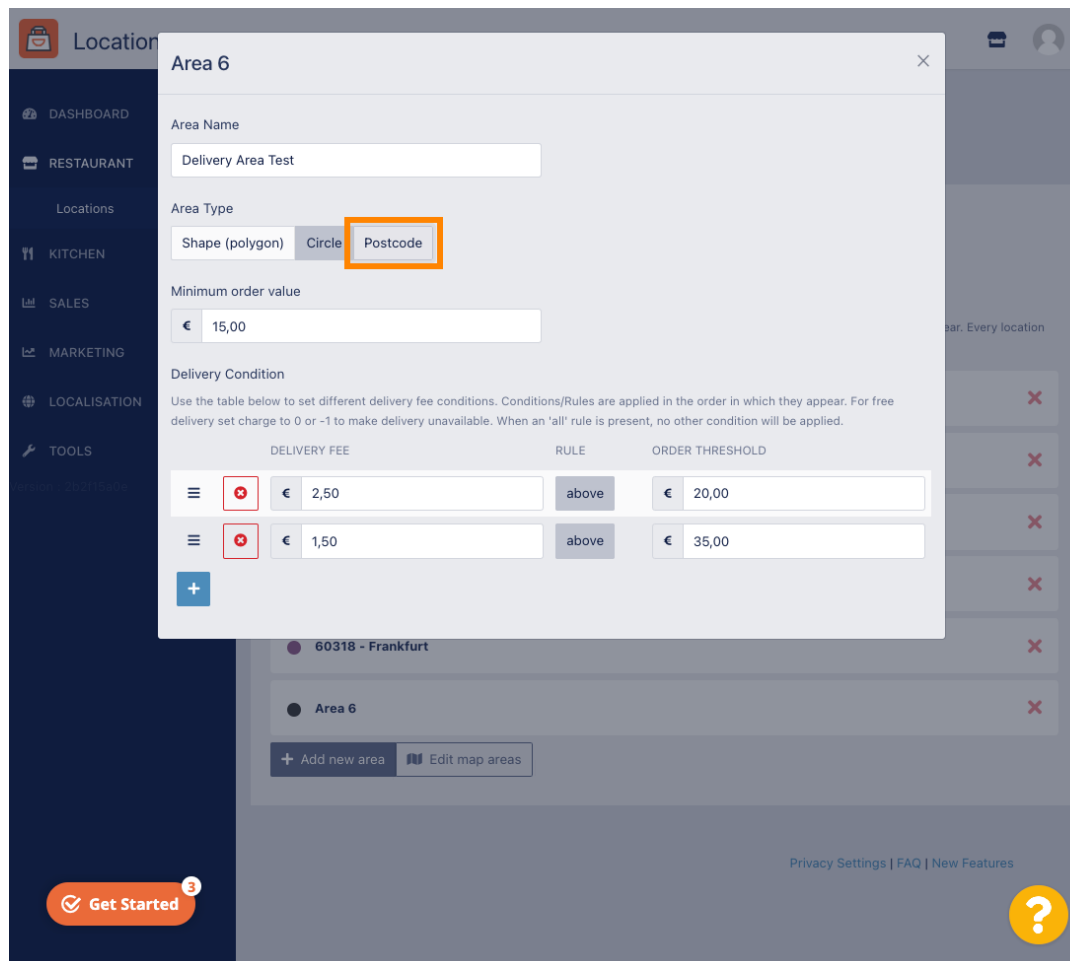 Location
Area 6
DASHBOARD
RESTAURANT
Locations
KITCHEN
SALES
MARKETING
LOCALISATION
TOOLS
Area Name
Delivery Area Test
Area Type
Shape (polygon) Circle Postcode
Minimum order value
€ 15,00
ear. Every location
Delivery Condition
Use the table below to set different delivery fee conditions. Conditions/Rules are applied in the order in which they appear. For free
delivery set charge to 0 or -1 to make delivery unavailable. When an 'all' rule is present, no other condition will be applied.
DELIVERY FEE RULE ORDER THRESHOLD
€ 2,50 above € 20,00
€ 1,50 above € 35,00
+
60318 - Frankfurt
Area 6
+ Add new area Edit map areas
Privacy Settings | FAQ | New Features
Get Started 3
?